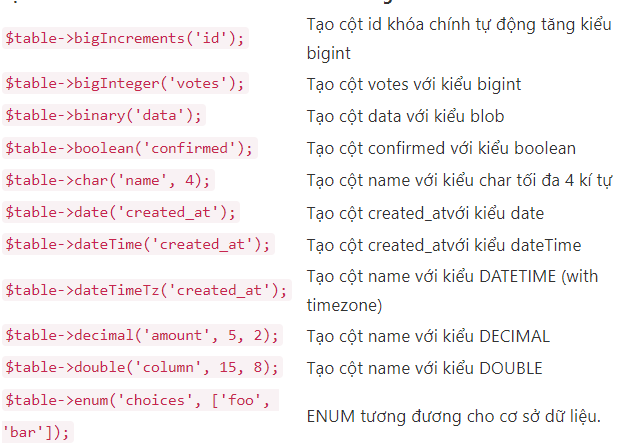 $table->bigIncrements('id');
Tạo cột id khóa chính tự động tăng kiểu
bigint
$table->bigInteger('votes');
Tạo cột votes với kiểu bigint
$table->binary('data');
Tạo cột data với kiểu blob
$table->boolean('confirmed');
Tạo cột confirmed với kiểu boolean
$table->char('name', 4);
Tạo cột name với kiểu char tối đa 4 kí tự
$table->date('created_at');
Tạo cột created_atvới kiểu date
$table->dateTime('created_at');
Tạo cột created_atvới kiểu dateTime
$table->dateTimeTz('created_at');
Tạo cột name với kiểu DATETIME (with
timezone)
$table->decimal('amount', 5, 2);
Tạo cột name với kiểu DECIMAL
$table->double('column', 15, 8);
Tạo cột name với kiểu DOUBLE
$table->enum('choices', ['foo',
'bar']);
ENUM tương đương cho cơ sở dữ liệu.